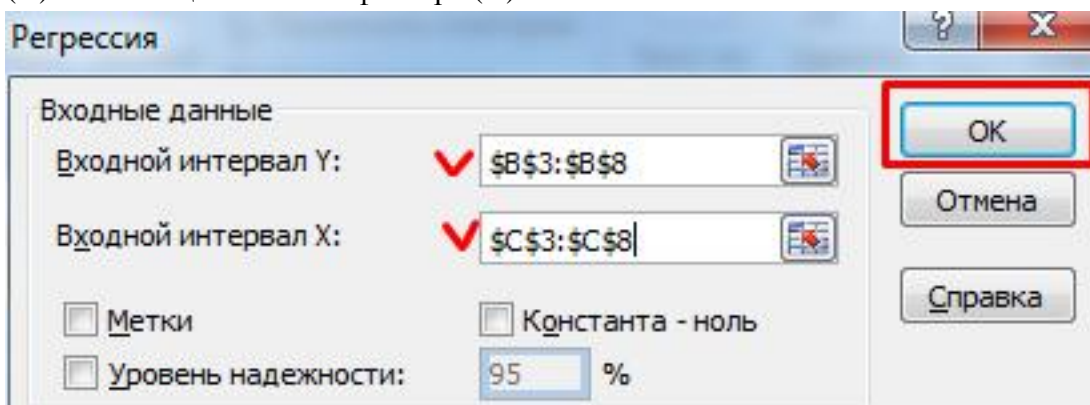 Регрессия
Входные данные
Входной интервал Y: $B$3:$B$8
Входной интервал X: $C$3:$C$8
Метки Константа - ноль
Уровень надежности: 95 %
ОК
Отмена
Справка